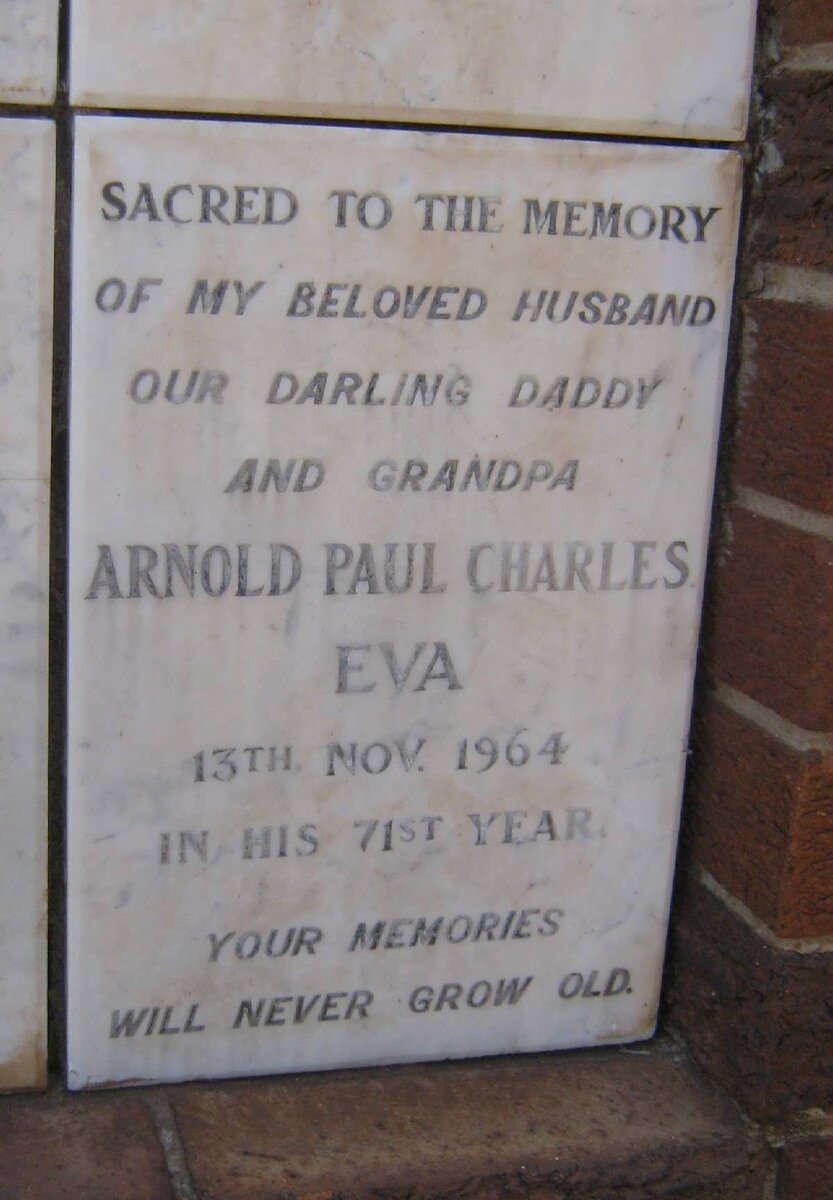 SACRED TO THE MEMORY
OF MY BELOVED HUSBAND
OUR DARLING DADDY
AND GRANDPA
ARNOLD PAUL CHARLES.
EVA
13TH. NOV. 1964
IN HIS 71ST YEAR.
YOUR MEMORIES
WILL NEVER GROW OLD.